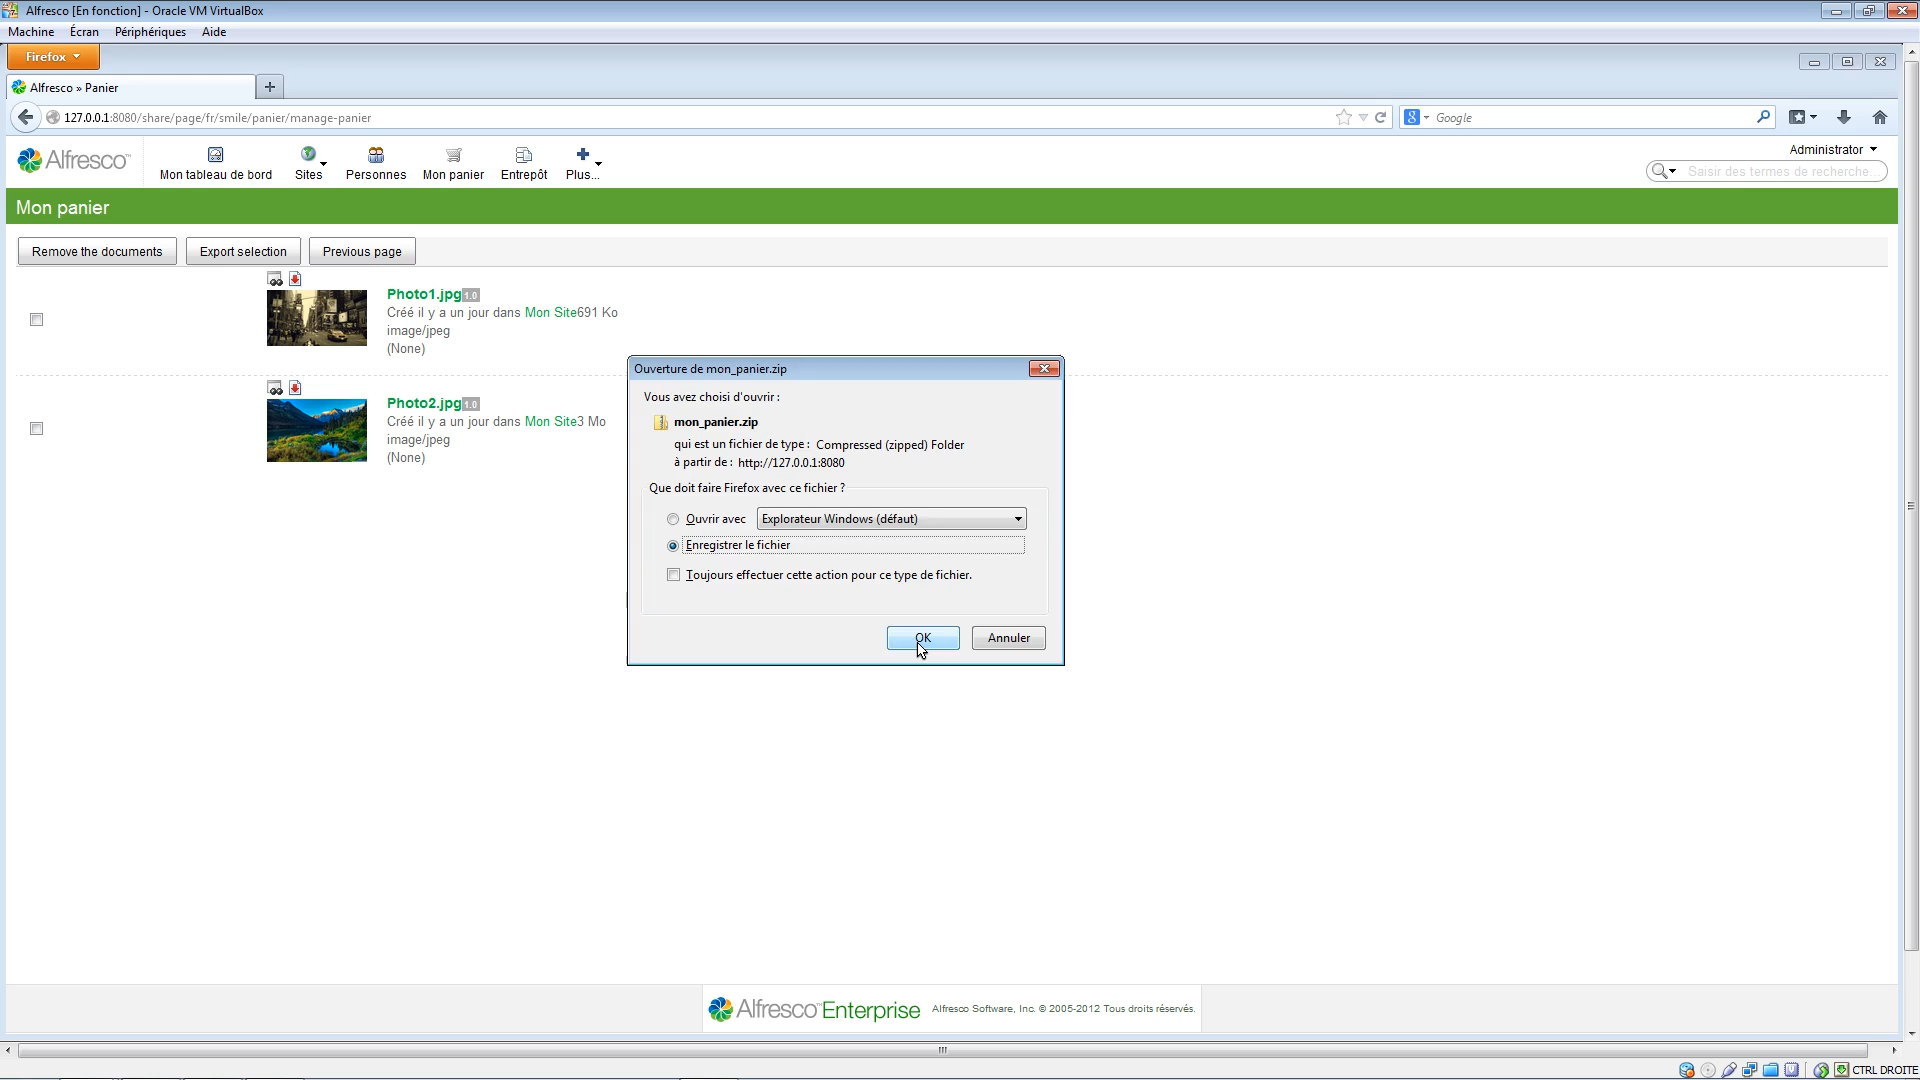 Alfresco [En fonction] - Oracle VM VirtualBox
Machine Écran Périphériques Aide
Firefox
Alfresco » Panier
127.0.0.1:8080/share/page/fr/smile/panier/manage-panier
Google
Alfresco™
Mon tableau de bord Sites Personnes Mon panier Entrepôt Plus...
Administrator
Saisir des termes de recherche...
Mon panier
Remove the documents Export selection Previous page
Photo1.jpg 1.0
Créé il y a un jour dans Mon Site691 Ko
image/jpeg
(None)
Photo2.jpg 1.0
Créé il y a un jour dans Mon Site3 Mo
image/jpeg
(None)
Ouverture de mon_panier.zip
Vous avez choisi d'ouvrir :
mon_panier.zip
qui est un fichier de type : Compressed (zipped) Folder
à partir de : http://127.0.0.1:8080
Que doit faire Firefox avec ce fichier ?
Ouvrir avec Explorateur Windows (défaut)
Enregistrer le fichier
Toujours effectuer cette action pour ce type de fichier.
OK Annuler
Alfresco™ Enterprise Alfresco Software, Inc. © 2005-2012 Tous droits réservés.
CTRL DROITE